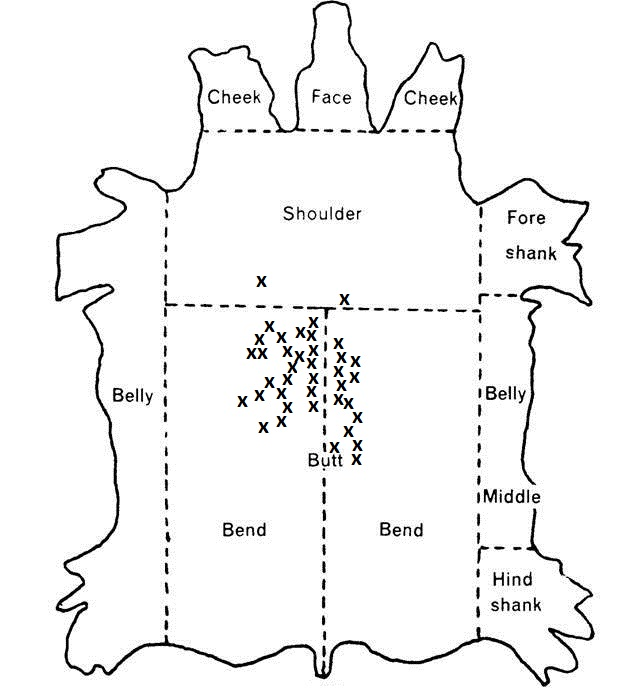 Cheek
Face
Cheek
Shoulder
Fore
shank
Belly
Belly
Butt
Middle
Bend
Bend
Hind
shank